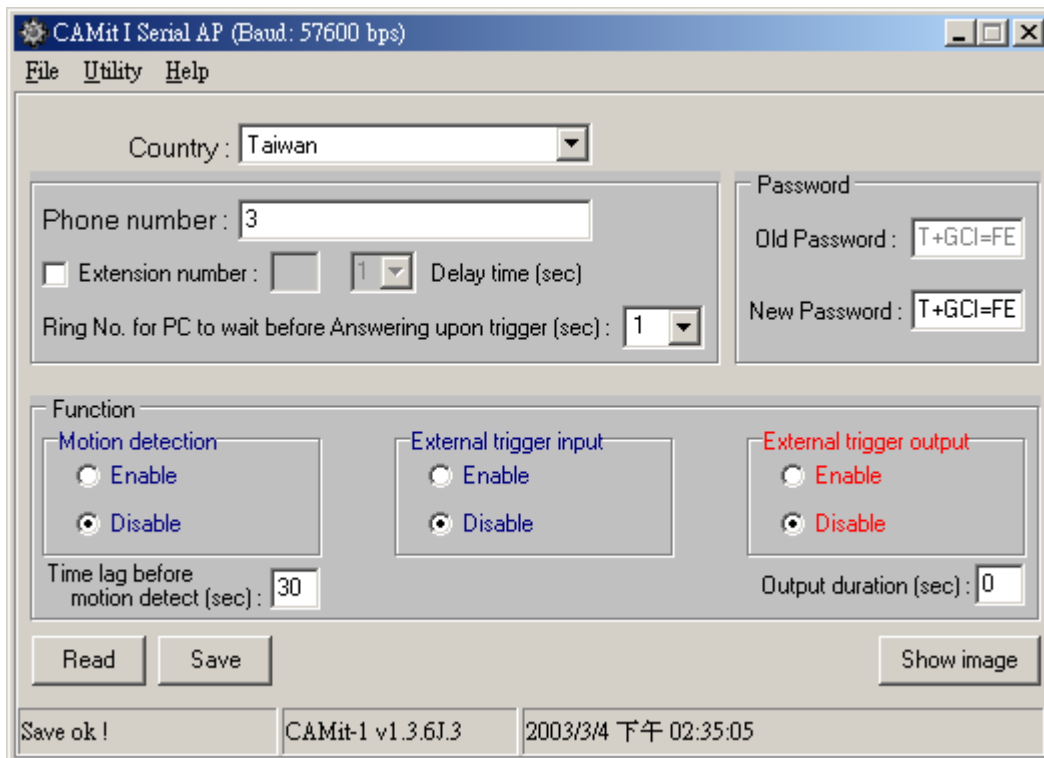 CAMit I Serial AP (Baud: 57600 bps)
File Utility Help
Country : Taiwan
Phone number : 3
Extension number : 1 Delay time (sec)
Ring No. for PC to wait before Answering upon trigger (sec) : 1
Password
Old Password : T+GCI=FE
New Password : T+GCI=FE
Function
Motion detection
Enable
Disable
Time lag before
motion detect (sec) : 30
External trigger input
Enable
Disable
External trigger output
Enable
Disable
Output duration (sec) : 0
Read Save Show image
Save ok ! CAMit-1 v1.3.6J.3 2003/3/4 下午 02:35:05